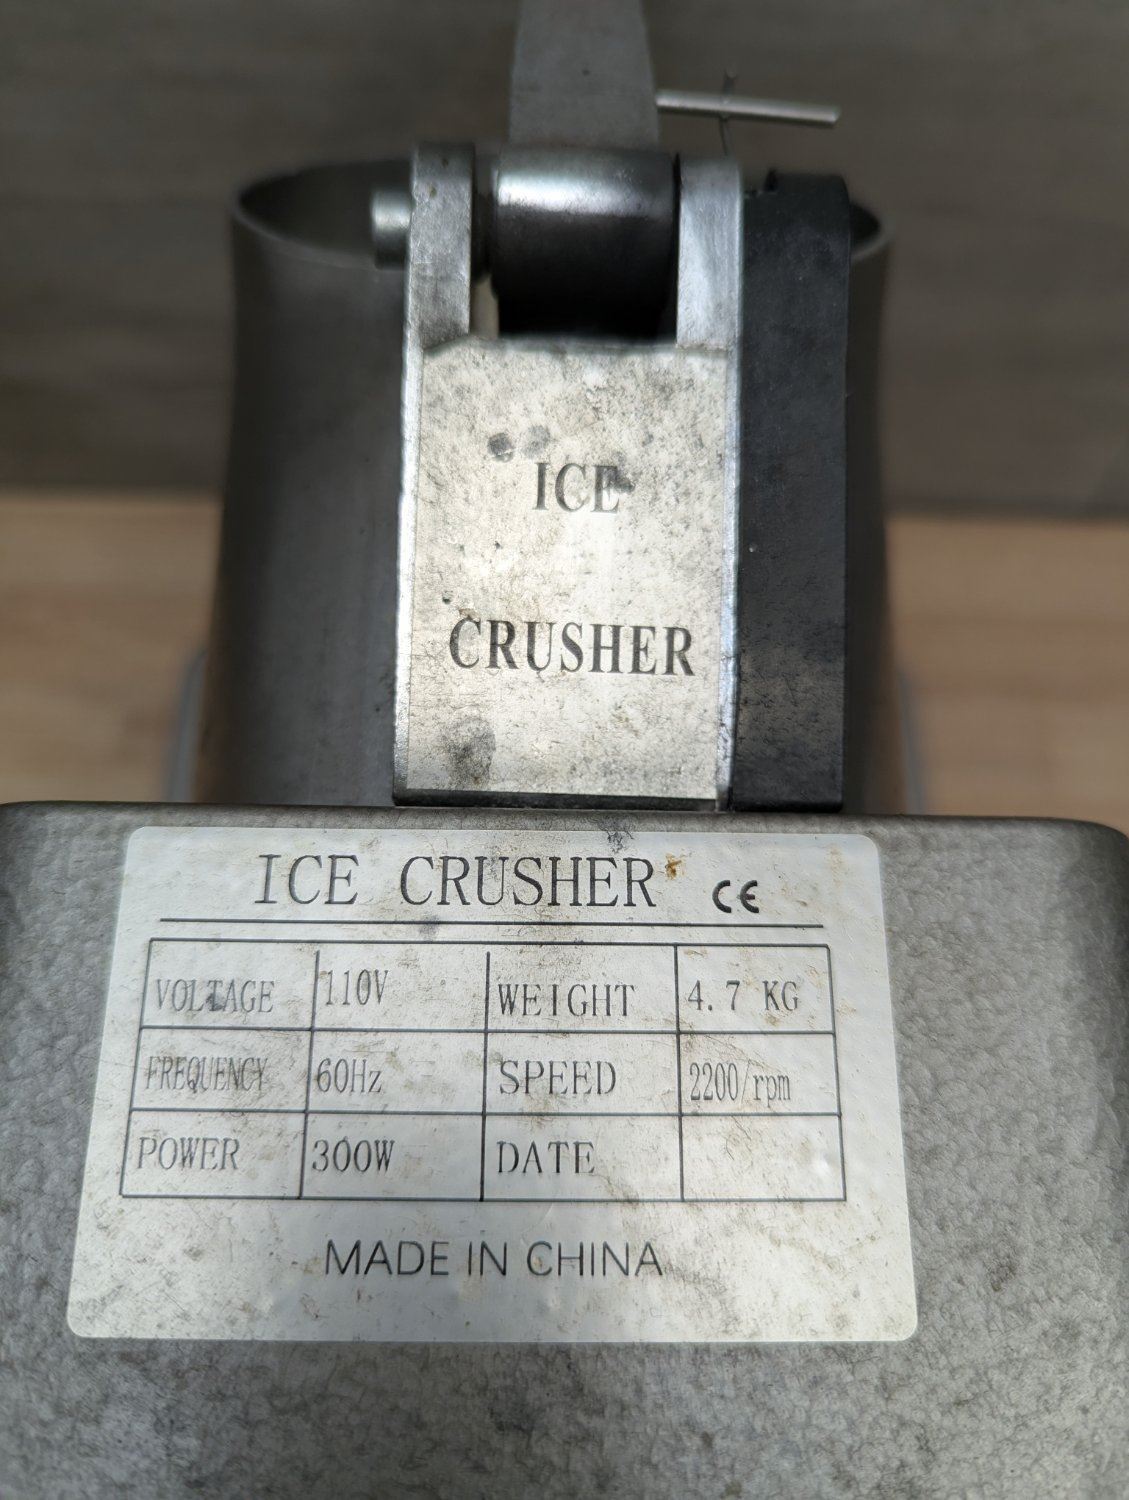 ICE
CRUSHER
ICE CRUSHER CE
VOLTAGE 110V WEIGHT 4.7 KG
FREQUENCY 60Hz SPEED 2200/rpm
POWER 300W DATE
MADE IN CHINA